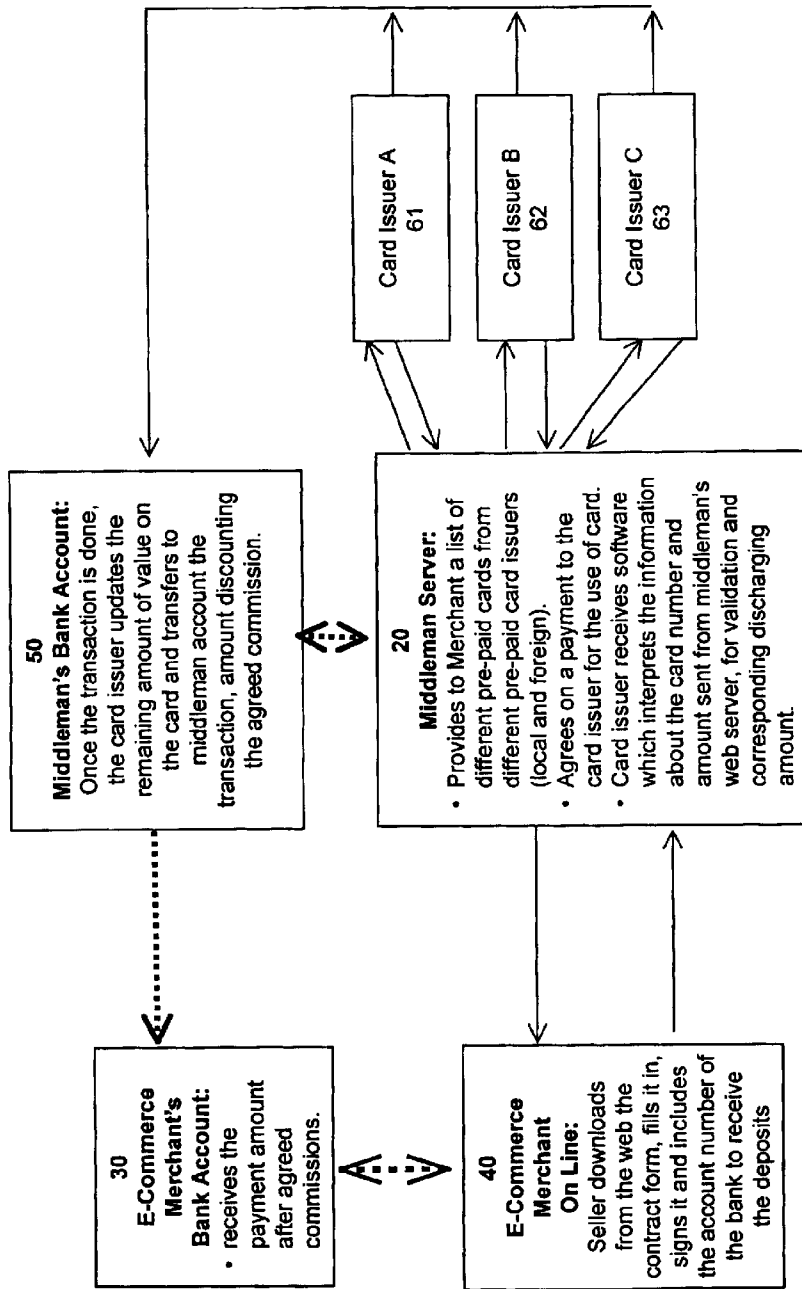 30
E-Commerce
Merchant's
Bank Account:
• receives the
payment amount
after agreed
commissions.
50
Middleman's Bank Account:
Once the transaction is done,
the card issuer updates the
remaining amount of value on
the card and transfers to
middleman account the
transaction, amount discounting
the agreed commission.
40
E-Commerce
Merchant
On Line:
Seller downloads
from the web the
contract form, fills it in,
signs it and includes
the account number of
the bank to receive
the deposits
20
Middleman Server:
• Provides to Merchant a list of
different pre-paid cards from
different pre-paid card issuers
(local and foreign).
• Agrees on a payment to the
card issuer for the use of card.
• Card issuer receives software
which interprets the information
about the card number and
amount sent from middleman's
web server, for validation and
corresponding discharging
amount.
Card Issuer A
61
Card Issuer B
62
Card Issuer C
63